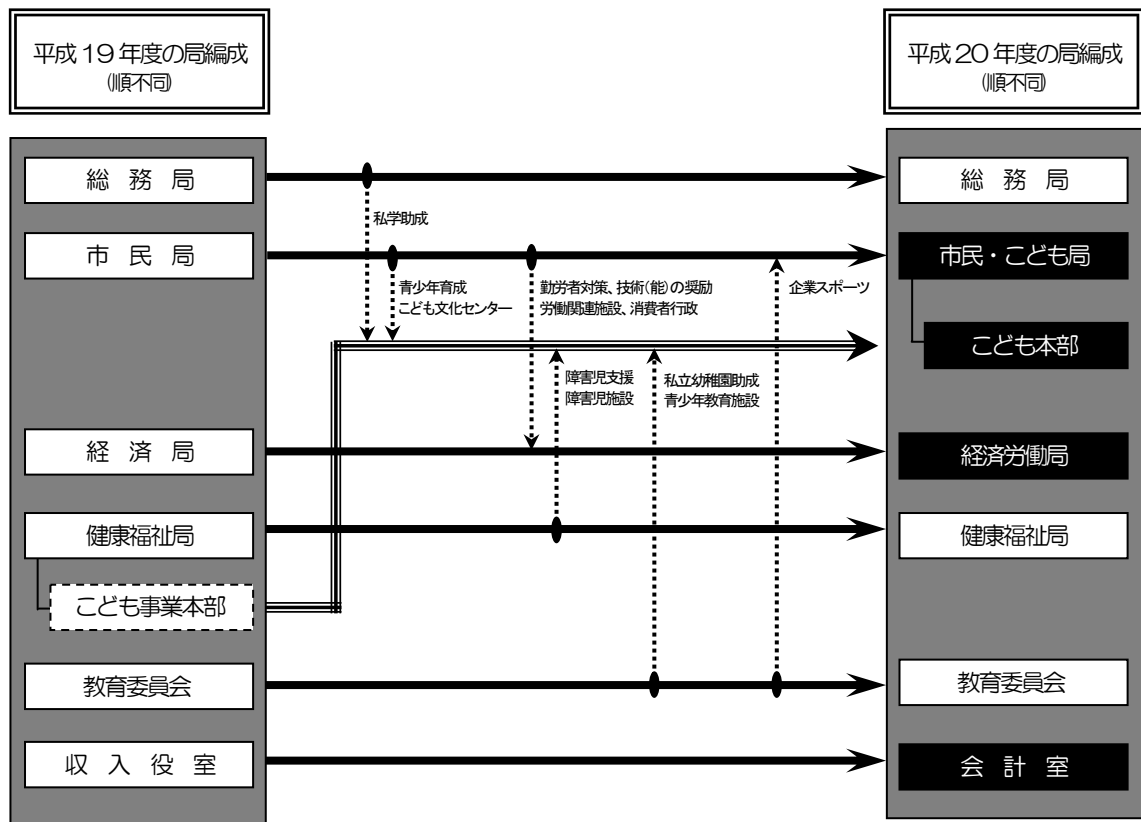 平成19年度の局編成
(順不同)
平成20年度の局編成
(順不同)
総務局
総務局
私学助成
市民局
市民・こども局
青少年育成
こども文化センター
勤労者対策、技術(能)の奨励
労働関連施設、消費者行政
企業スポーツ
こども本部
障害児支援
障害児施設
私立幼稚園助成
青少年教育施設
経済局
経済労働局
健康福祉局
健康福祉局
こども事業本部
教育委員会
教育委員会
収入役室
会計室